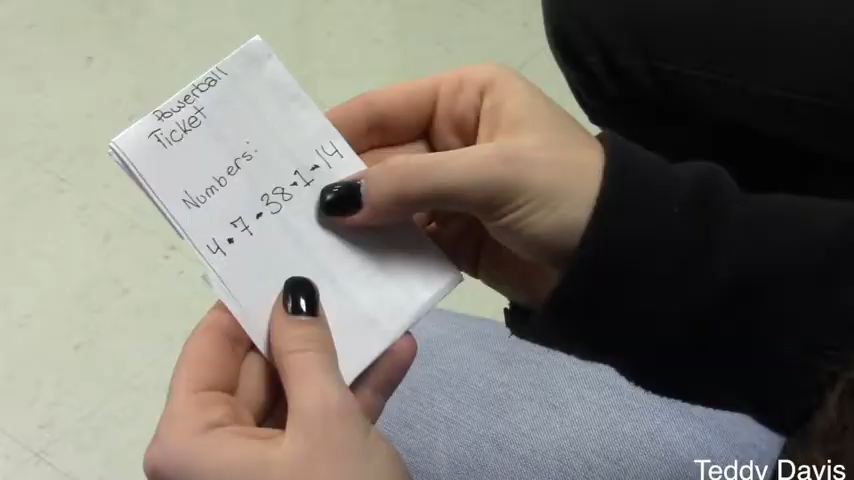 Powerball
Ticket
Numbers:
4 • 7 • 38 • 1 • 14
Teddy Davis